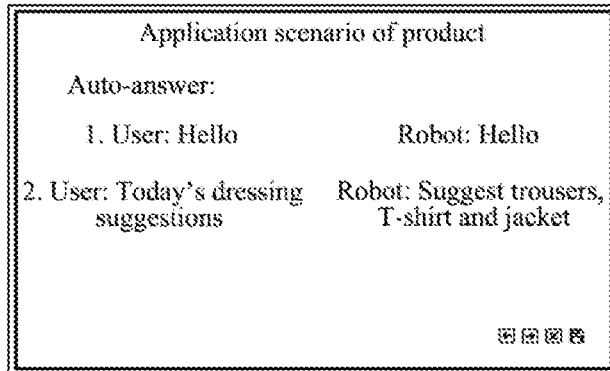 Application scenario of product
Auto-answer:
1. User: Hello Robot: Hello
2. User: Today's dressing Robot: Suggest trousers,
suggestions T-shirt and jacket